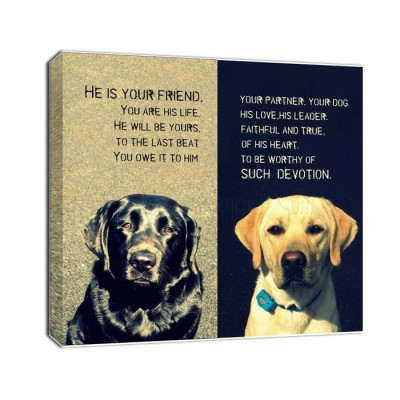 He is your friend,
You are his life,
He will be yours,
to the last beat
You owe it to him
your partner, your dog.
his love,his leader.
faithful and true,
of his heart.
to be worthy of
such devotion.